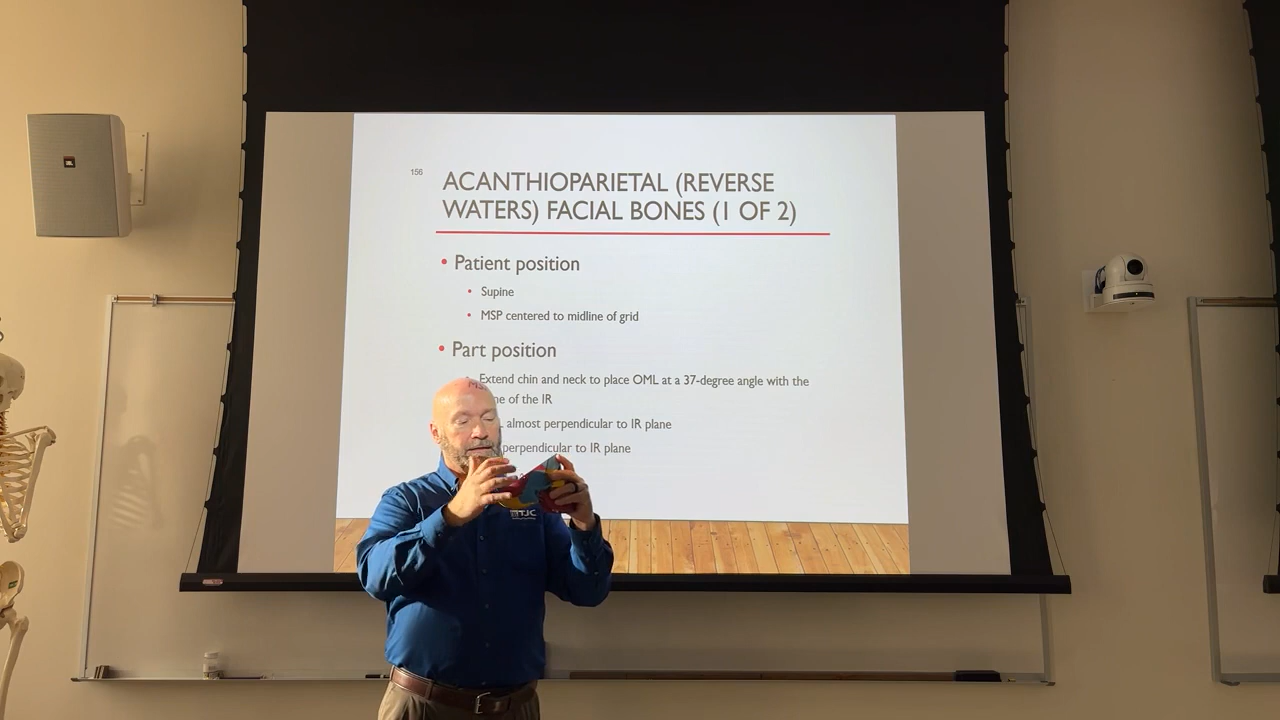 156
ACANTHIOPARIETAL (REVERSE
WATERS) FACIAL BONES (1 OF 2)
• Patient position
• Supine
• MSP centered to midline of grid
• Part position
Extend chin and neck to place OML at a 37-degree angle with the
of the IR
almost perpendicular to IR plane
perpendicular to IR plane
TJC
JBL